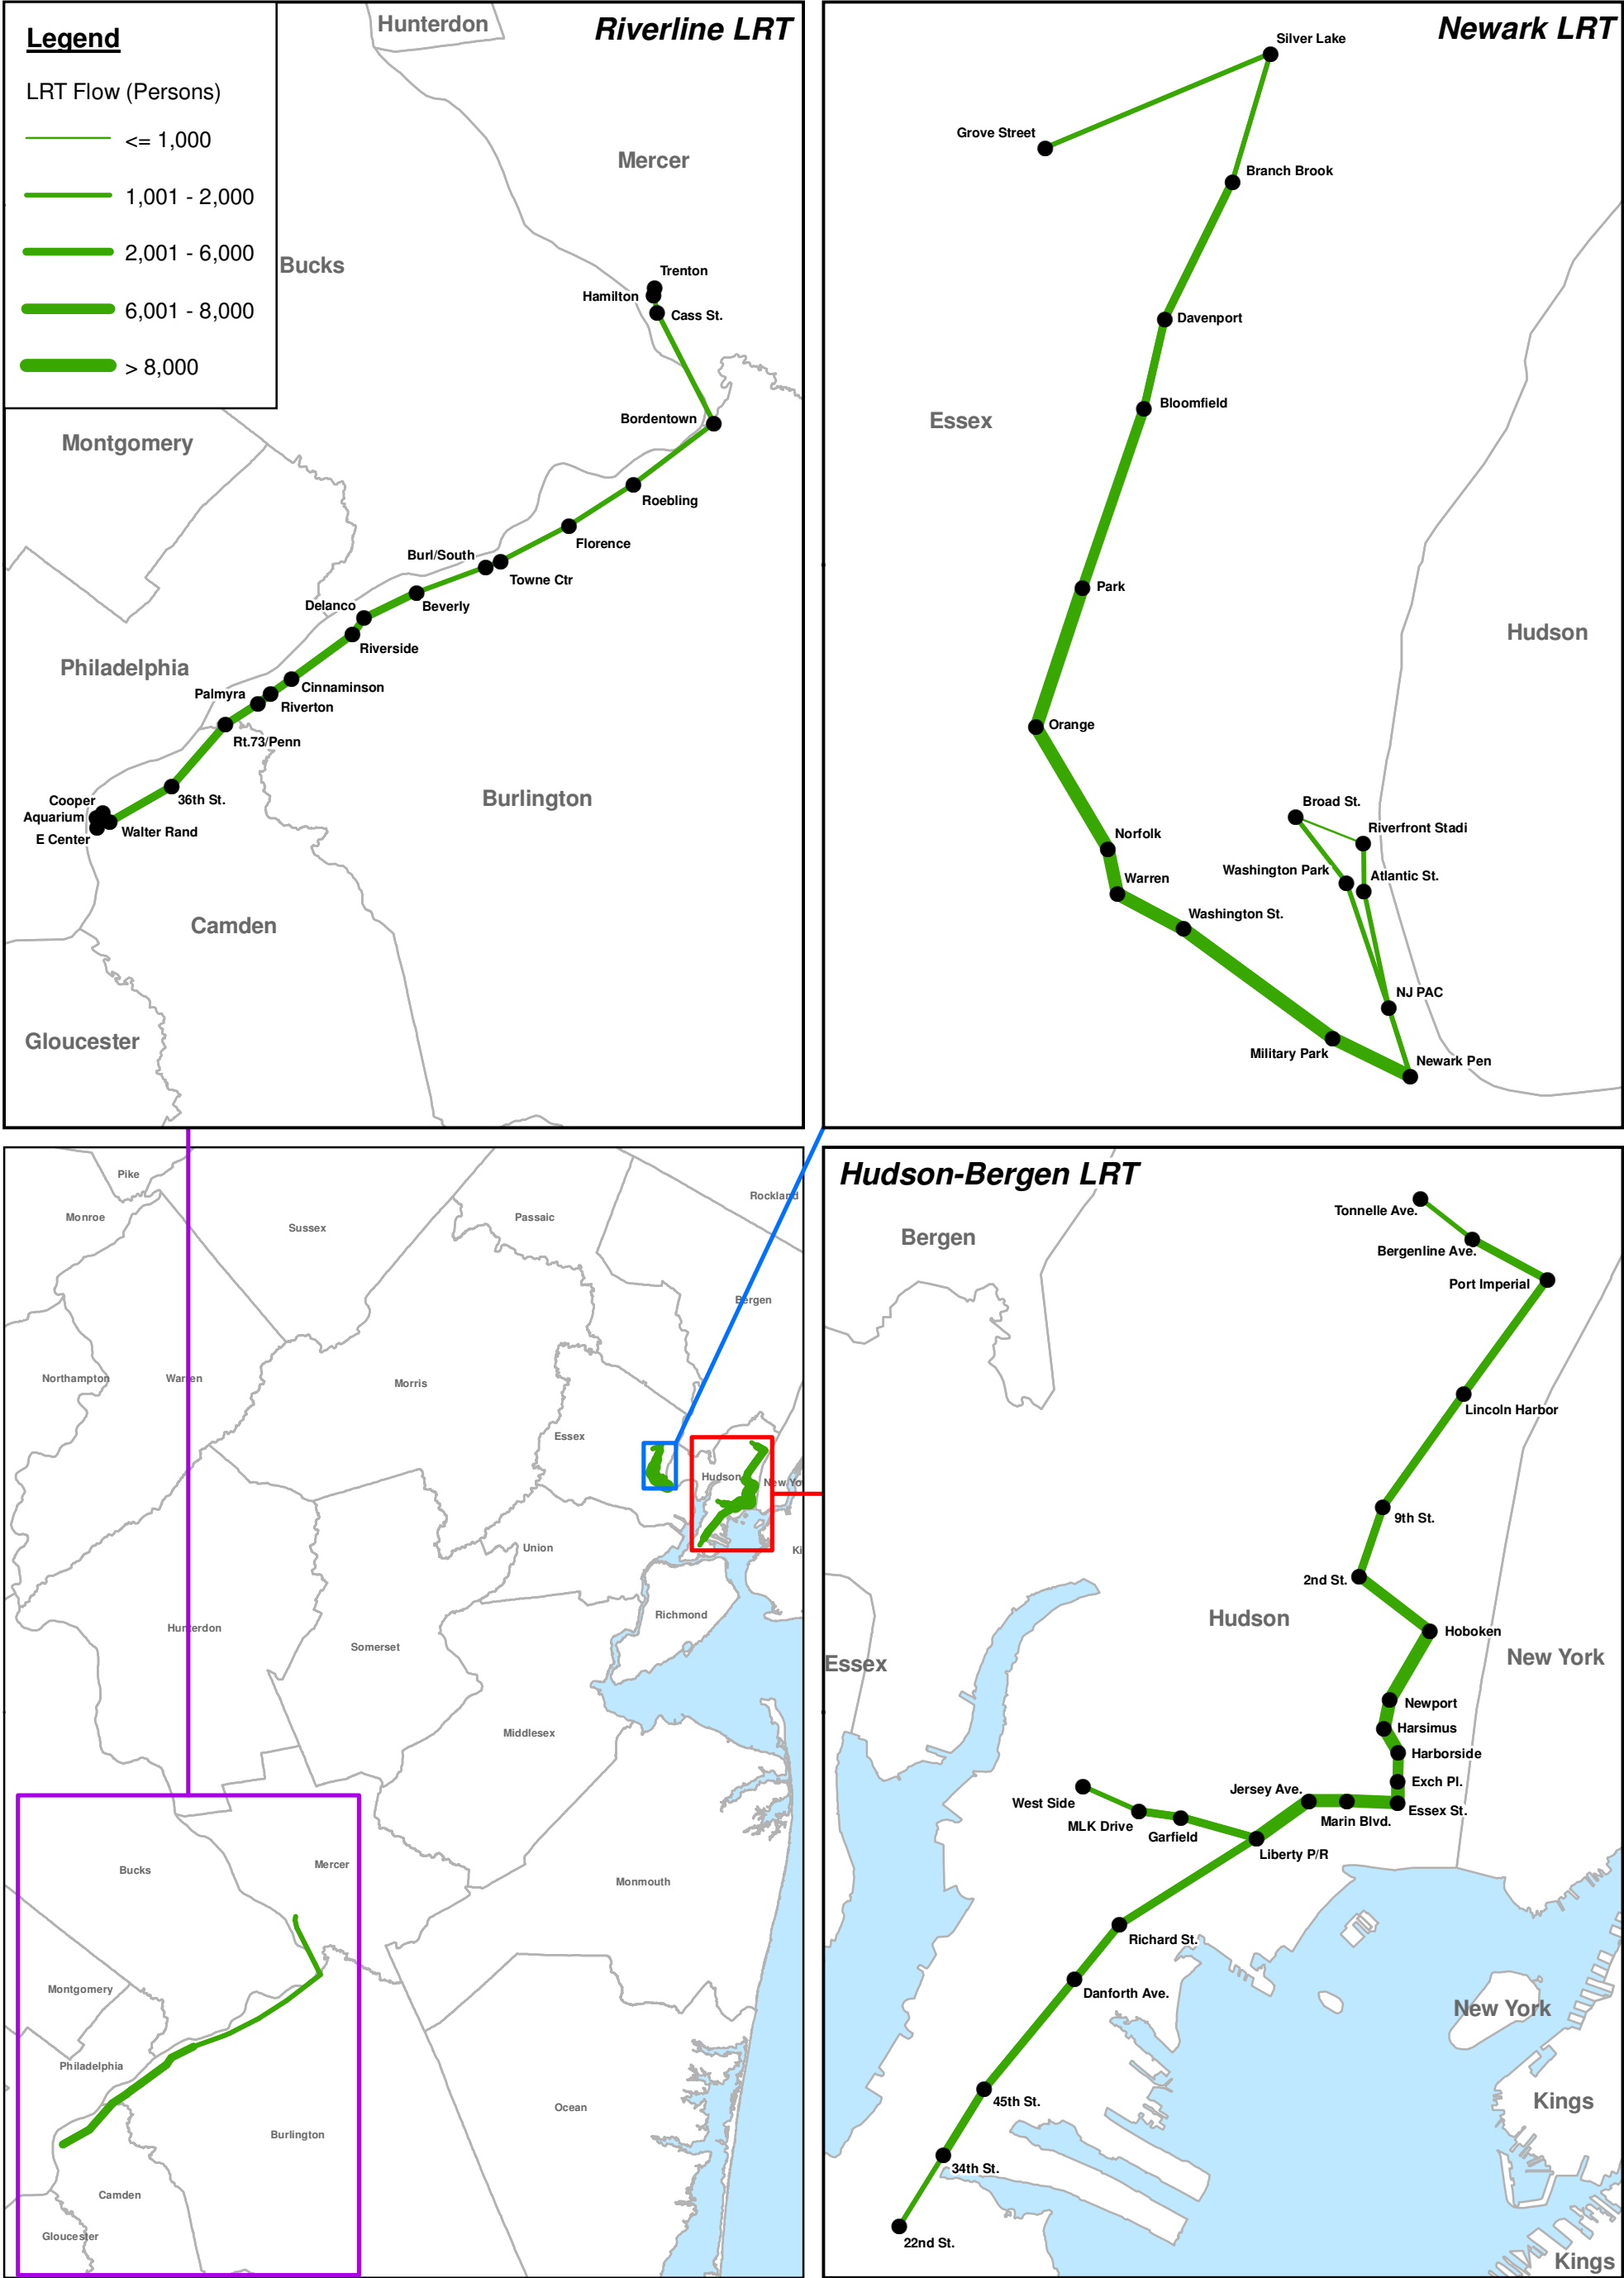 Legend
LRT Flow (Persons)
<= 1,000
1,001 - 2,000
2,001 - 6,000
6,001 - 8,000
> 8,000
Riverline LRT
Hunterdon
Mercer
Bucks
Trenton
Hamilton
Cass St.
Bordentown
Montgomery
Roebling
Florence
Burl/South
Towne Ctr
Delanco
Beverly
Riverside
Philadelphia
Cinnaminson
Palmyra
Riverton
Rt.73/Penn
36th St.
Burlington
Cooper
Aquarium
Walter Rand
E Center
Camden
Gloucester
Newark LRT
Silver Lake
Grove Street
Branch Brook
Davenport
Bloomfield
Essex
Park
Hudson
Orange
Broad St.
Riverfront Stadi
Norfolk
Washington Park
Atlantic St.
Warren
Washington St.
NJ PAC
Military Park
Newark Pen
Pike
Rockland
Monroe
Sussex
Passaic
Bergen
Northampton
Warren
Morris
Essex
Hudson
New Yo
Union
Ki
Richmond
Hunterdon
Somerset
Middlesex
Bucks
Mercer
Monmouth
Montgomery
Philadelphia
Ocean
Burlington
Camden
Gloucester
Hudson-Bergen LRT
Tonnelle Ave.
Bergen
Bergenline Ave.
Port Imperial
Lincoln Harbor
9th St.
2nd St.
Hudson
Hoboken
New York
Essex
Newport
Harsimus
Harborside
Exch Pl.
Jersey Ave.
West Side
Essex St.
Marin Blvd.
MLK Drive
Garfield
Liberty P/R
Richard St.
Danforth Ave.
New York
45th St.
Kings
34th St.
22nd St.
Kings